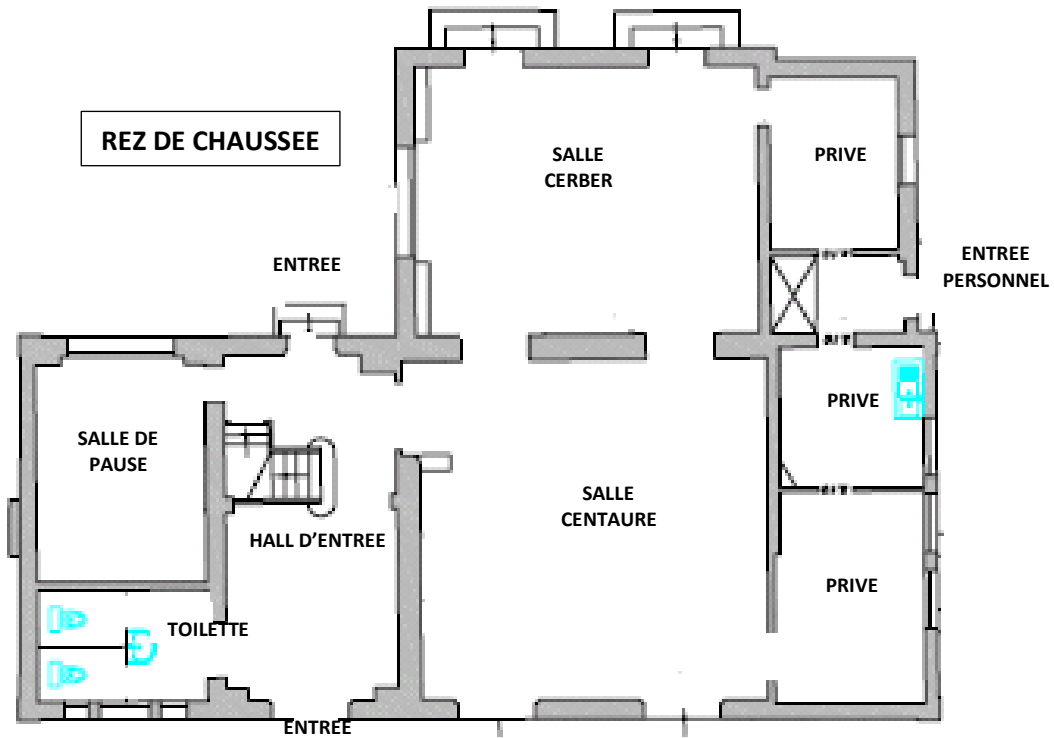 REZ DE CHAUSSEE
SALLE
CERBER
PRIVE
ENTREE
ENTREE
PERSONNEL
SALLE DE
PAUSE
PRIVE
SALLE
CENTAURE
HALL D'ENTREE
PRIVE
TOILETTE
ENTREE